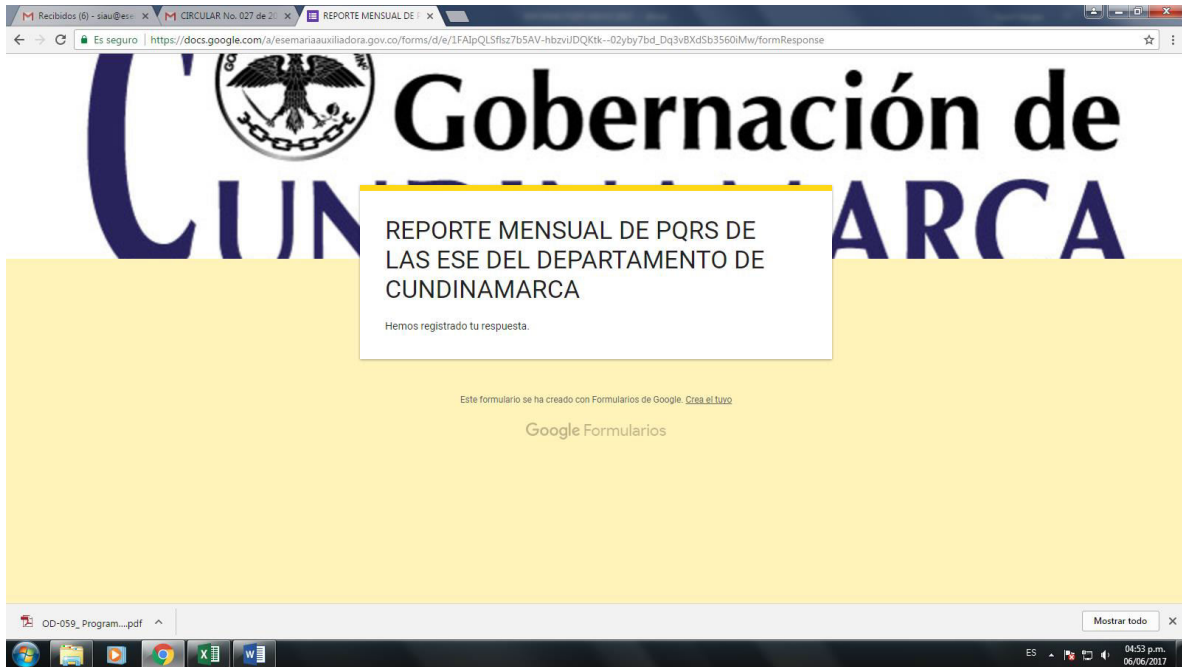 Recibidos (6) - siau@ese
CIRCULAR No. 027 de 20
REPORTE MENSUAL DE P
Es seguro
https://docs.google.com/a/esemariaauxiliadora.gov.co/forms/d/e/1FAIpQLSflsz7b5AV-hbzviJDQKtk--02yby7bd_Dq3vBXdSb3560iMw/formResponse
Gobernación de
CUNDINAMARCA
REPORTE MENSUAL DE PQRS DE
LAS ESE DEL DEPARTAMENTO DE
CUNDINAMARCA
Hemos registrado tu respuesta.
Este formulario se ha creado con Formularios de Google. Crea el tuyo
Google Formularios
OD-059_ Program....pdf
Mostrar todo
ES
04:53 p.m.
06/06/2017